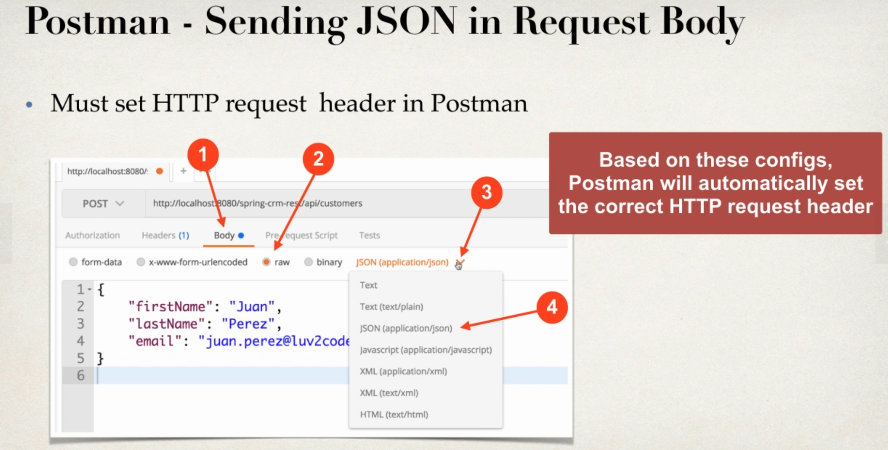 Postman - Sending JSON in Request Body
• Must set HTTP request header in Postman
Based on these configs,
Postman will automatically set
the correct HTTP request header
1
2
3
http://localhost:8080/s
+
POST
http://localhost:8080/spring-crm-rest/api/customers
Authorization Headers (1) Body Pre-request Script Tests
form-data x-www-form-urlencoded raw binary JSON (application/json)
1 {
2 "firstName": "Juan",
3 "lastName": "Perez",
4 "email": "juan.perez@luv2code
5 }
6
Text
Text (text/plain)
JSON (application/json)
4
Javascript (application/javascript)
XML (application/xml)
XML (text/xml)
HTML (text/html)